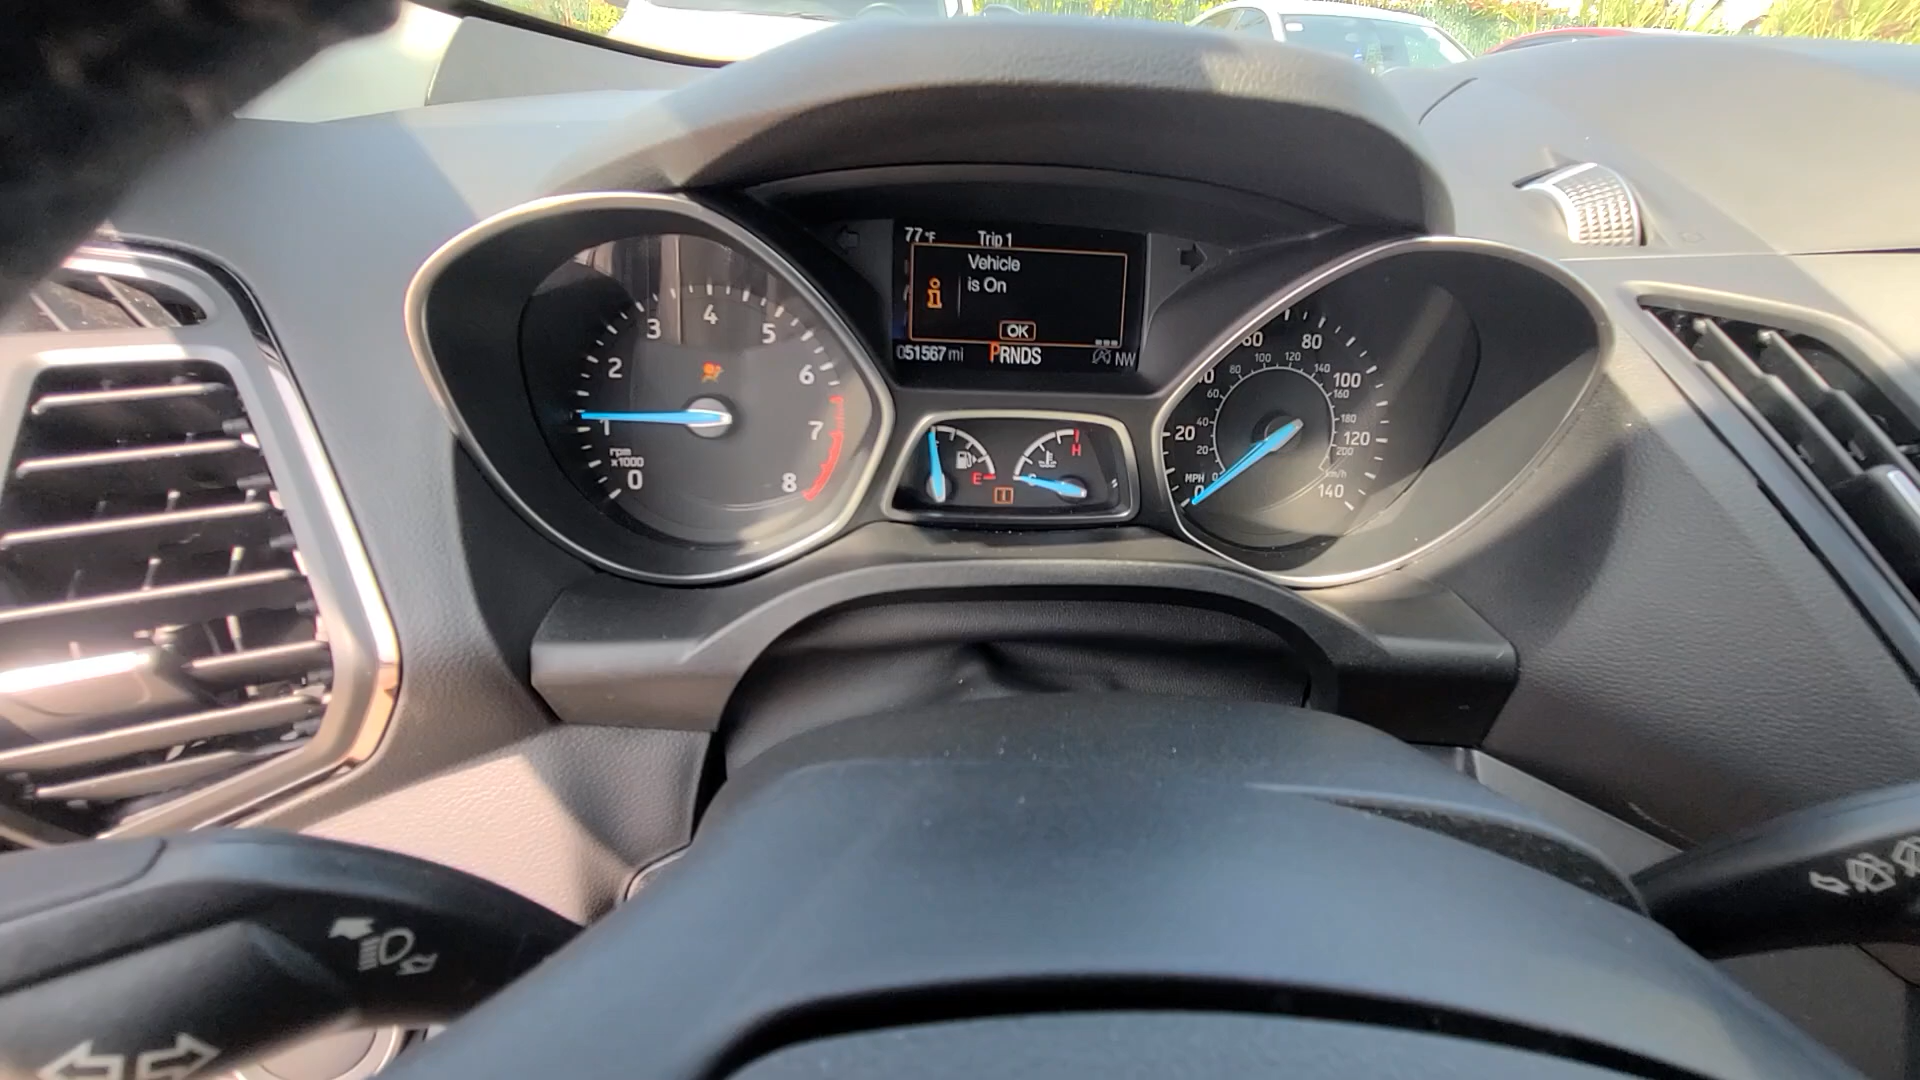 77°F Trip 1
Vehicle
is On
OK
051567 mi PRNDS NW
0 1 2 3 4 5 6 7 8
rpm
x1000
E
H
MPH 0 20 60 80 100 120 140
0 20 40 60 80 100 120 140 160 180 200
km/h